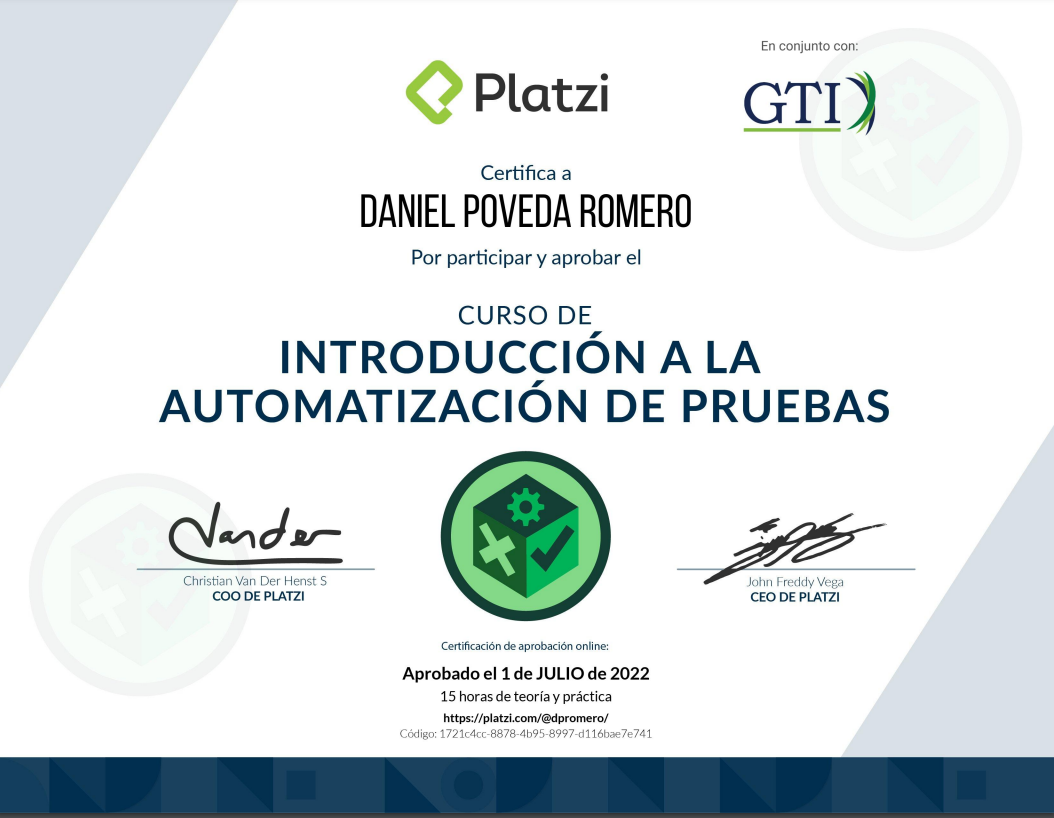 En conjunto con:
Platzi
GTI
Certifica a
DANIEL POVEDA ROMERO
Por participar y aprobar el
CURSO DE
INTRODUCCIÓN A LA
AUTOMATIZACIÓN DE PRUEBAS
Vander
Christian Van Der Henst S
COO DE PLATZI
John Freddy Vega
CEO DE PLATZI
Certificación de aprobación online:
Aprobado el 1 de JULIO de 2022
15 horas de teoría y práctica
https://platzi.com/@dpromero/
Código: 1721c4cc-8878-4b95-8997-d116bae7e741